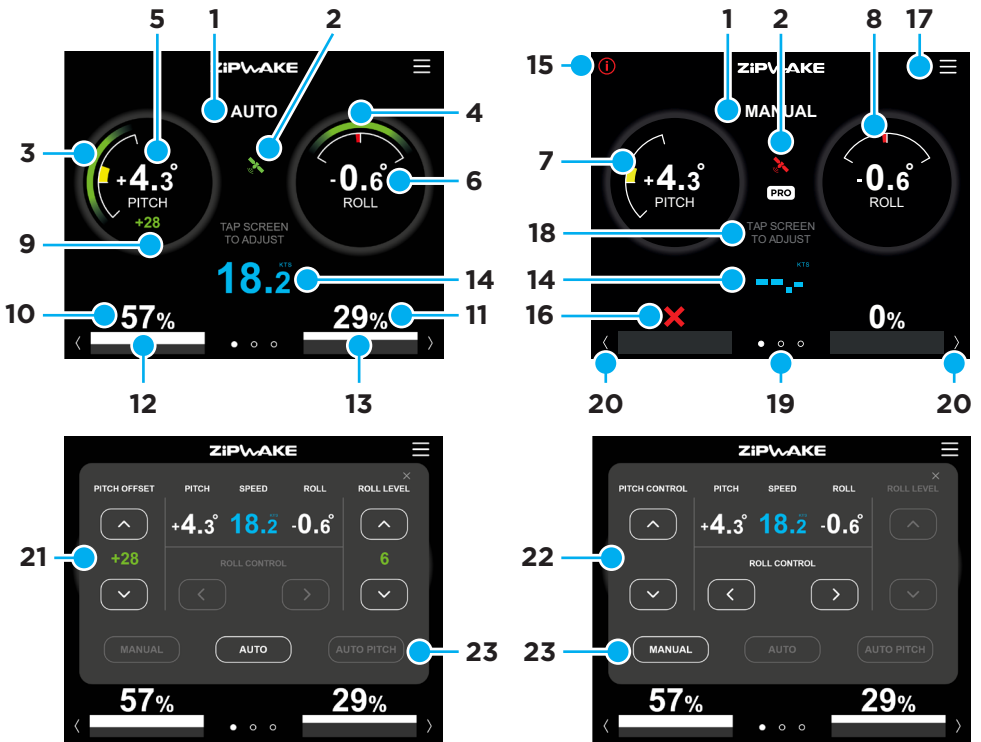 5 1 2
1 2 8 17
ZIPWAKE
AUTO
3
4
+4.3°
PITCH
+28
-0.6°
ROLL
6
9
TAP SCREEN
TO ADJUST
KTS
18.2
14
10
57%
29%
11
12
13
15
ZIPWAKE
MANUAL
7
+4.3°
PITCH
PRO
-0.6°
ROLL
18
TAP SCREEN
TO ADJUST
KTS
14
--.-
16
0%
20
19
20
ZIPWAKE
PITCH OFFSET PITCH SPEED ROLL ROLL LEVEL
+4.3° 18.2 -0.6°
21
+28
ROLL CONTROL
6
MANUAL AUTO AUTO PITCH
23
57% 29%
ZIPWAKE
PITCH CONTROL PITCH SPEED ROLL ROLL LEVEL
+4.3° 18.2 -0.6°
22
ROLL CONTROL
23
MANUAL AUTO AUTO PITCH
57% 29%